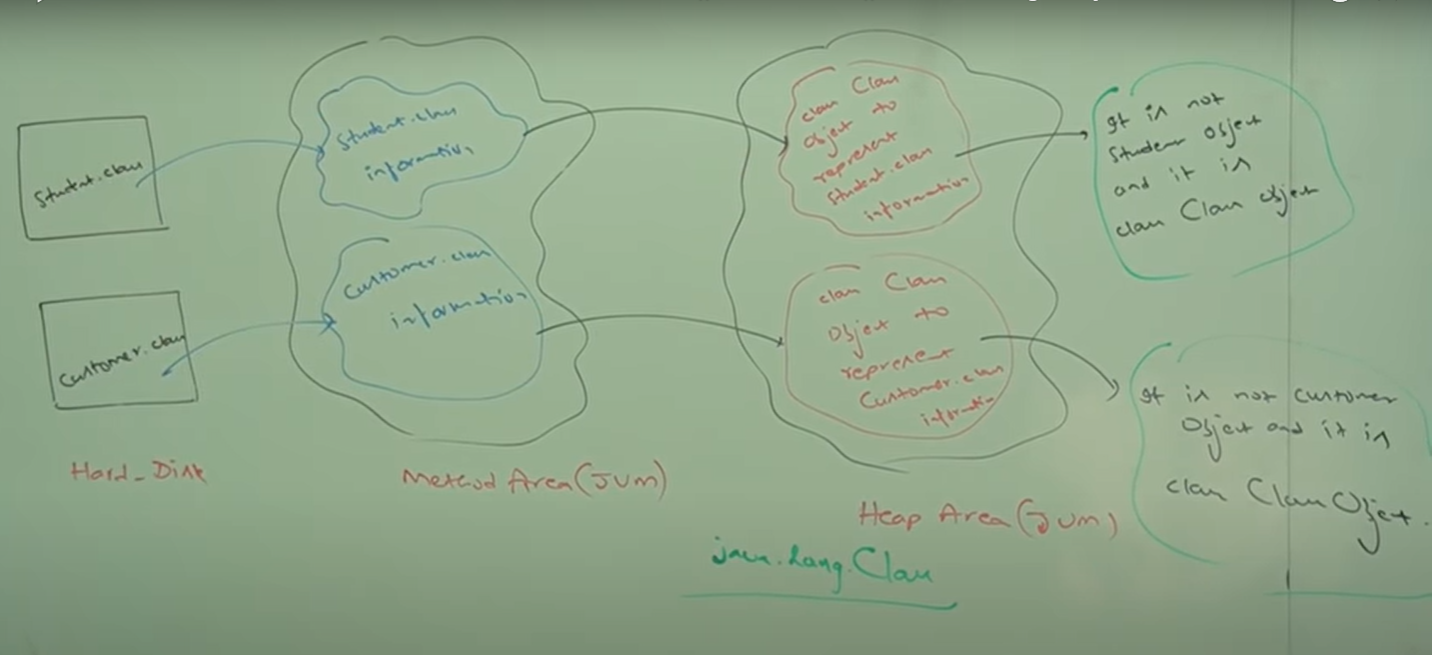 Student.class
Customer.class
Hard_Disk
Student.class
information
Customer.class
information
Method Area(JVM)
class Class
Object to
represent
Student.class
information
class Class
Object to
represent
Customer.class
information
Heap Area(JVM)
java.lang.Class
It is not
Student object
and it is
class Class object
It is not customer
Object and it is
class Class Object.